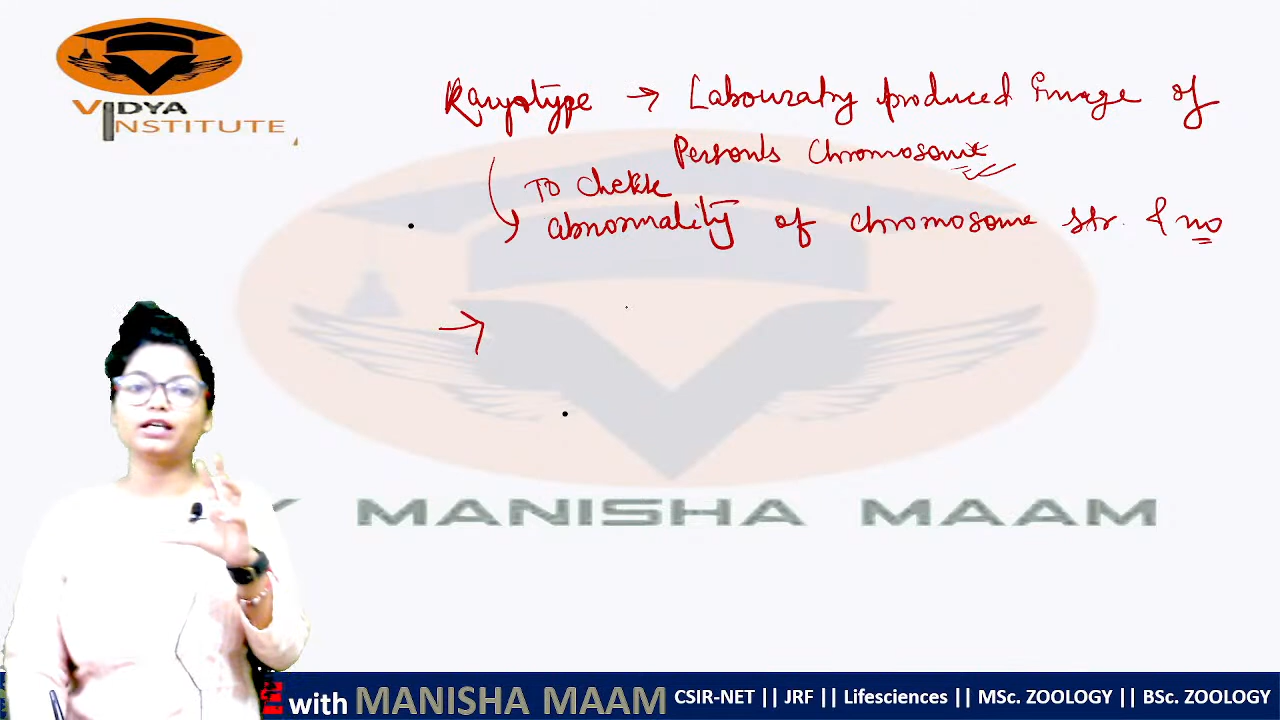 VIDYA
INSTITUTE
Karyotype → Labouratry produced Image of
Person's Chromosome
To Chekk
abnormality of chromosome str. & no
→
Y MANISHA MAAM
with MANISHA MAAM CSIR-NET || JRF || Lifesciences || MSc. ZOOLOGY || BSc. ZOOLOGY